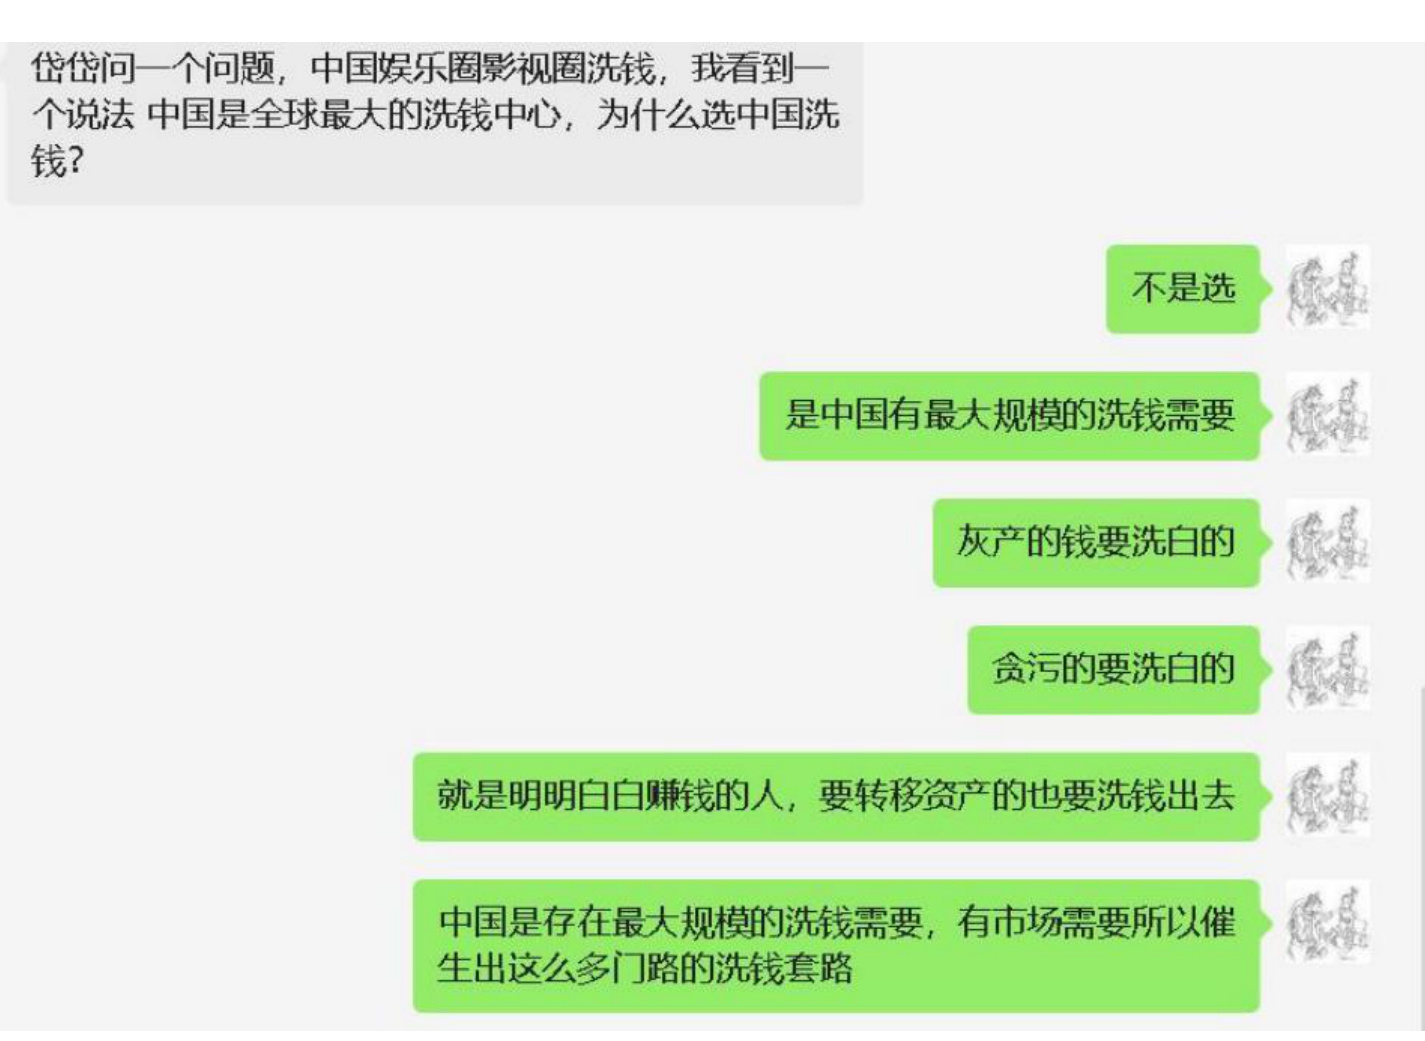 岱岱问一个问题，中国娱乐圈影视圈洗钱，我看到一
个说法 中国是全球最大的洗钱中心，为什么选中国洗
钱？
不是选
是中国有最大规模的洗钱需要
灰产的钱要洗白的
贪污的要洗白的
就是明明白白赚钱的人，要转移资产的也要洗钱出去
中国是存在最大规模的洗钱需要，有市场需要所以催
生出这么多门路的洗钱套路